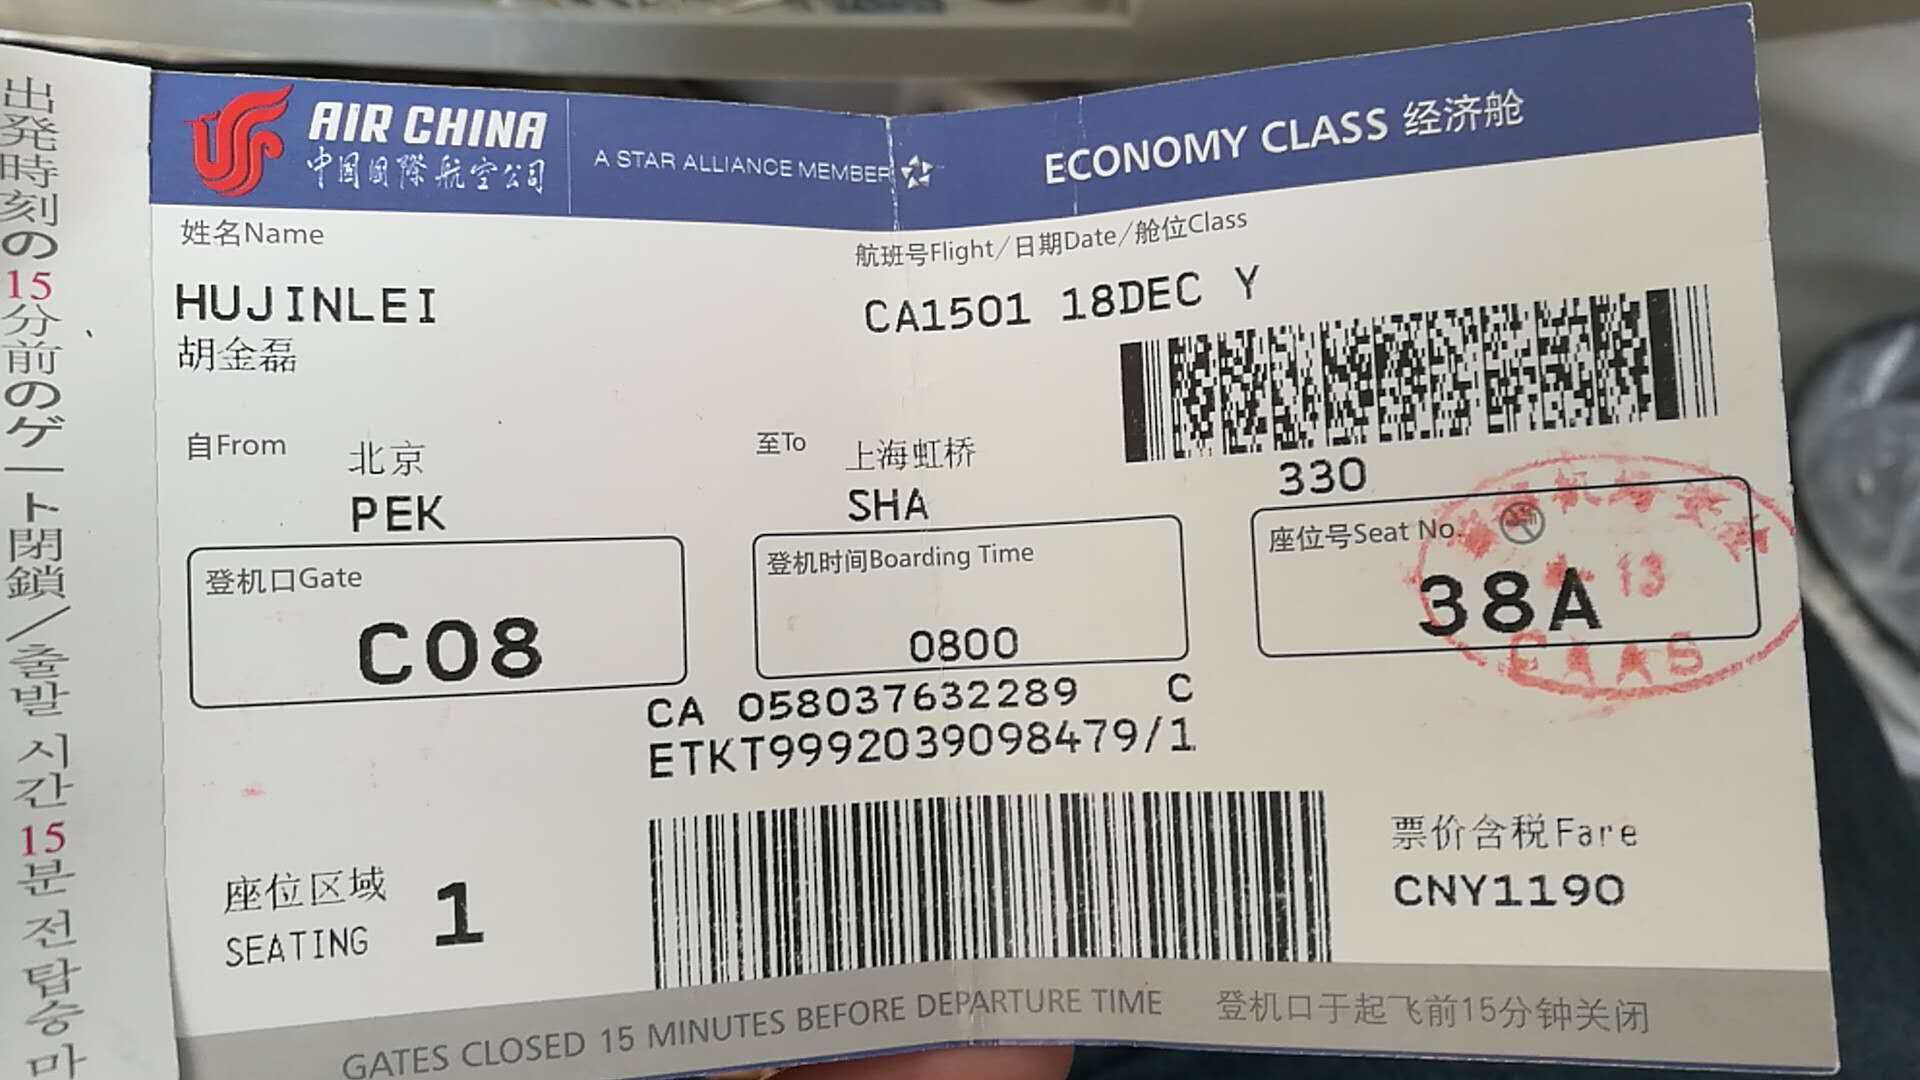 出発時刻の15分前のゲート閉鎖/출발 시간 15분 전 탑승 마
AIR CHINA
中国国際航空公司
A STAR ALLIANCE MEMBER
ECONOMY CLASS 经济舱
姓名Name
航班号Flight/日期Date/舱位Class
HUJINLEI
CA1501 18DEC Y
胡金磊
自From
北京
PEK
至To
上海虹桥
SHA
330
登机口Gate
C08
登机时间Boarding Time
0800
座位号Seat No.
38A
13
CAAS
CA 058037632289 C
ETKT9992039098479/1
座位区域
SEATING
1
票价含税Fare
CNY1190
GATES CLOSED 15 MINUTES BEFORE DEPARTURE TIME 登机口于起飞前15分钟关闭